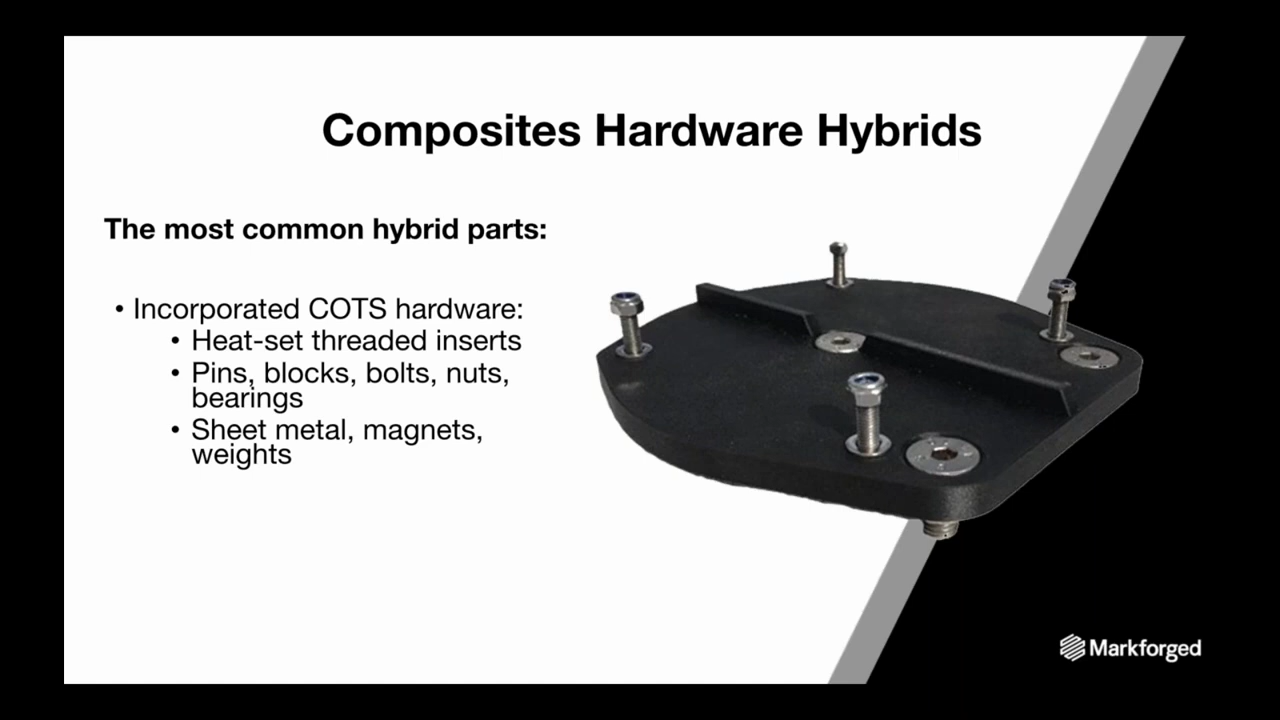 Composites Hardware Hybrids
The most common hybrid parts:
• Incorporated COTS hardware:
• Heat-set threaded inserts
• Pins, blocks, bolts, nuts,
bearings
• Sheet metal, magnets,
weights
Markforged